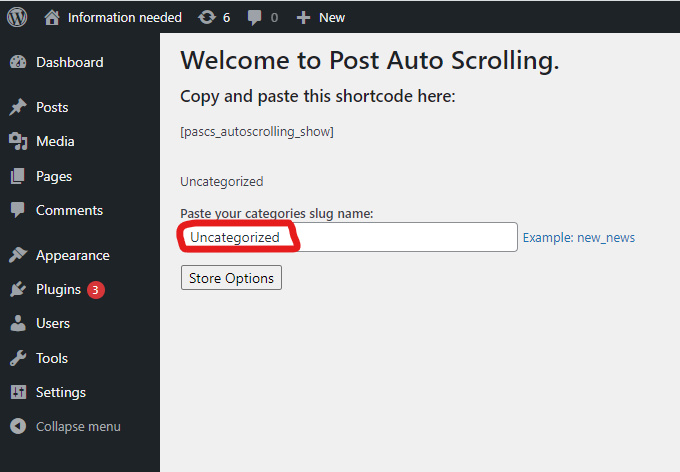 Information needed 6 0 New
Dashboard
Posts
Media
Pages
Comments
Appearance
Plugins 3
Users
Tools
Settings
Collapse menu
Welcome to Post Auto Scrolling.
Copy and paste this shortcode here:
[pascs_autoscrolling_show]
Uncategorized
Paste your categories slug name:
Uncategorized Example: new_news
Store Options